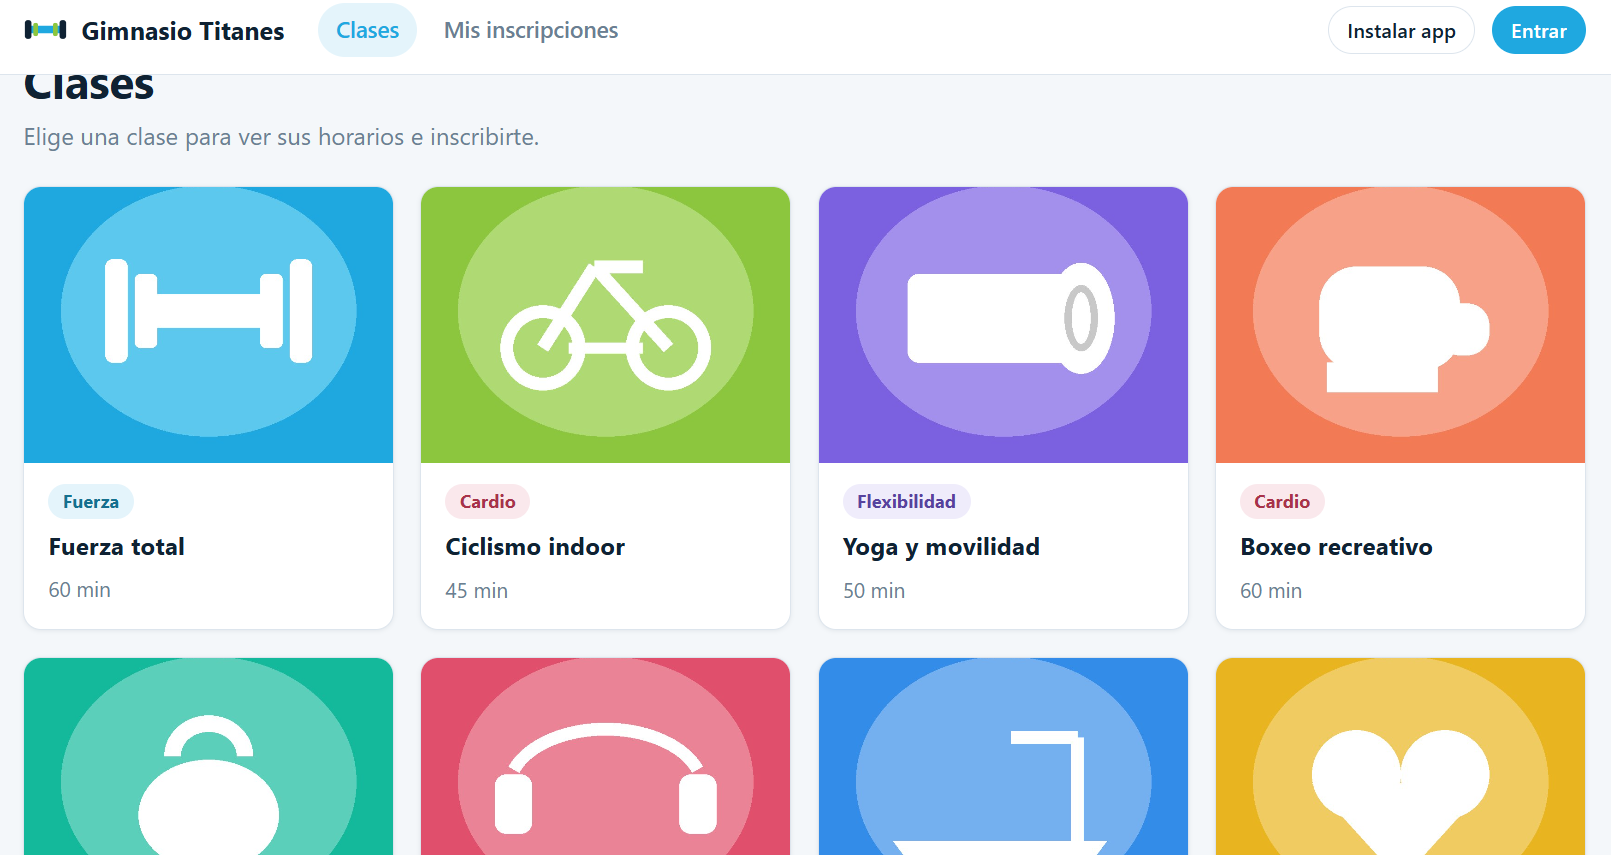 Gimnasio Titanes
Clases
Mis inscripciones
Instalar app
Entrar
Clases
Elige una clase para ver sus horarios e inscribirte.
Fuerza
Fuerza total
60 min
Cardio
Ciclismo indoor
45 min
Flexibilidad
Yoga y movilidad
50 min
Cardio
Boxeo recreativo
60 min